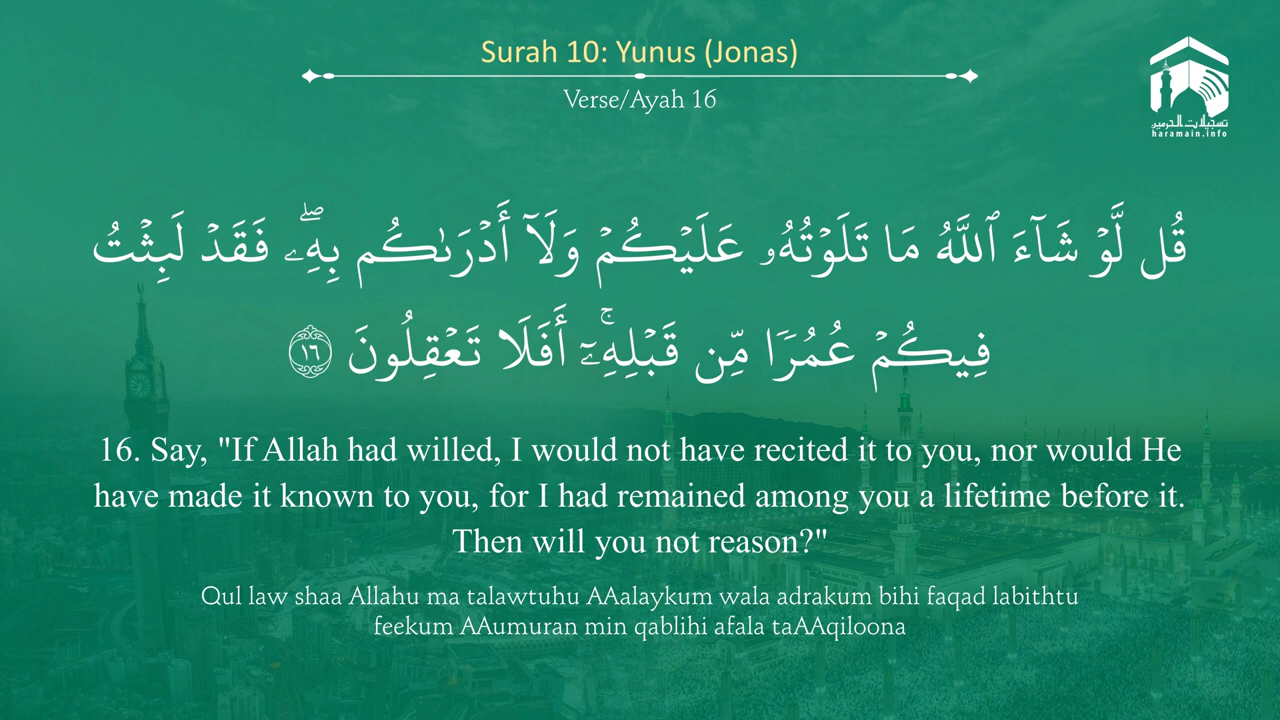 Surah 10: Yunus (Jonas)
Verse/Ayah 16
تسجيلات الحرمين
haramain.info
قُل لَّوْ شَآءَ ٱللَّهُ مَا تَلَوْتُهُۥ عَلَيْكُمْ وَلَآ أَدْرَىٰكُم بِهِۦ ۖ فَقَدْ لَبِثْتُ
فِيكُمْ عُمُرًا مِّن قَبْلِهِۦٓ ۚ أَفَلَا تَعْقِلُونَ ١٦
16. Say, "If Allah had willed, I would not have recited it to you, nor would He
have made it known to you, for I had remained among you a lifetime before it.
Then will you not reason?"
Qul law shaa Allahu ma talawtuhu AAalaykum wala adrakum bihi faqad labithtu
feekum AAumuran min qablihi afala taAAqiloona